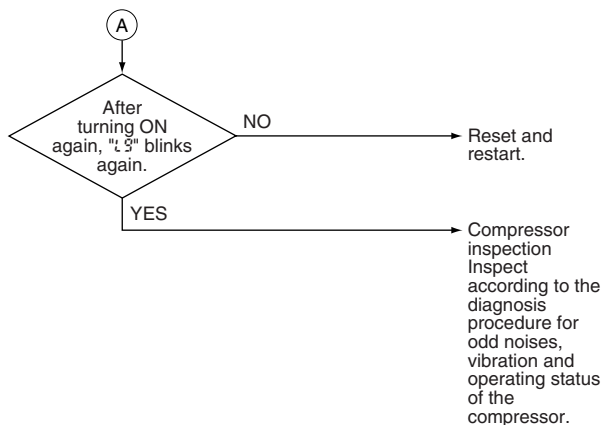 A
After
turning ON
again, "L9" blinks
again.
NO
Reset and
restart.
YES
Compressor
inspection
Inspect
according to the
diagnosis
procedure for
odd noises,
vibration and
operating status
of the
compressor.